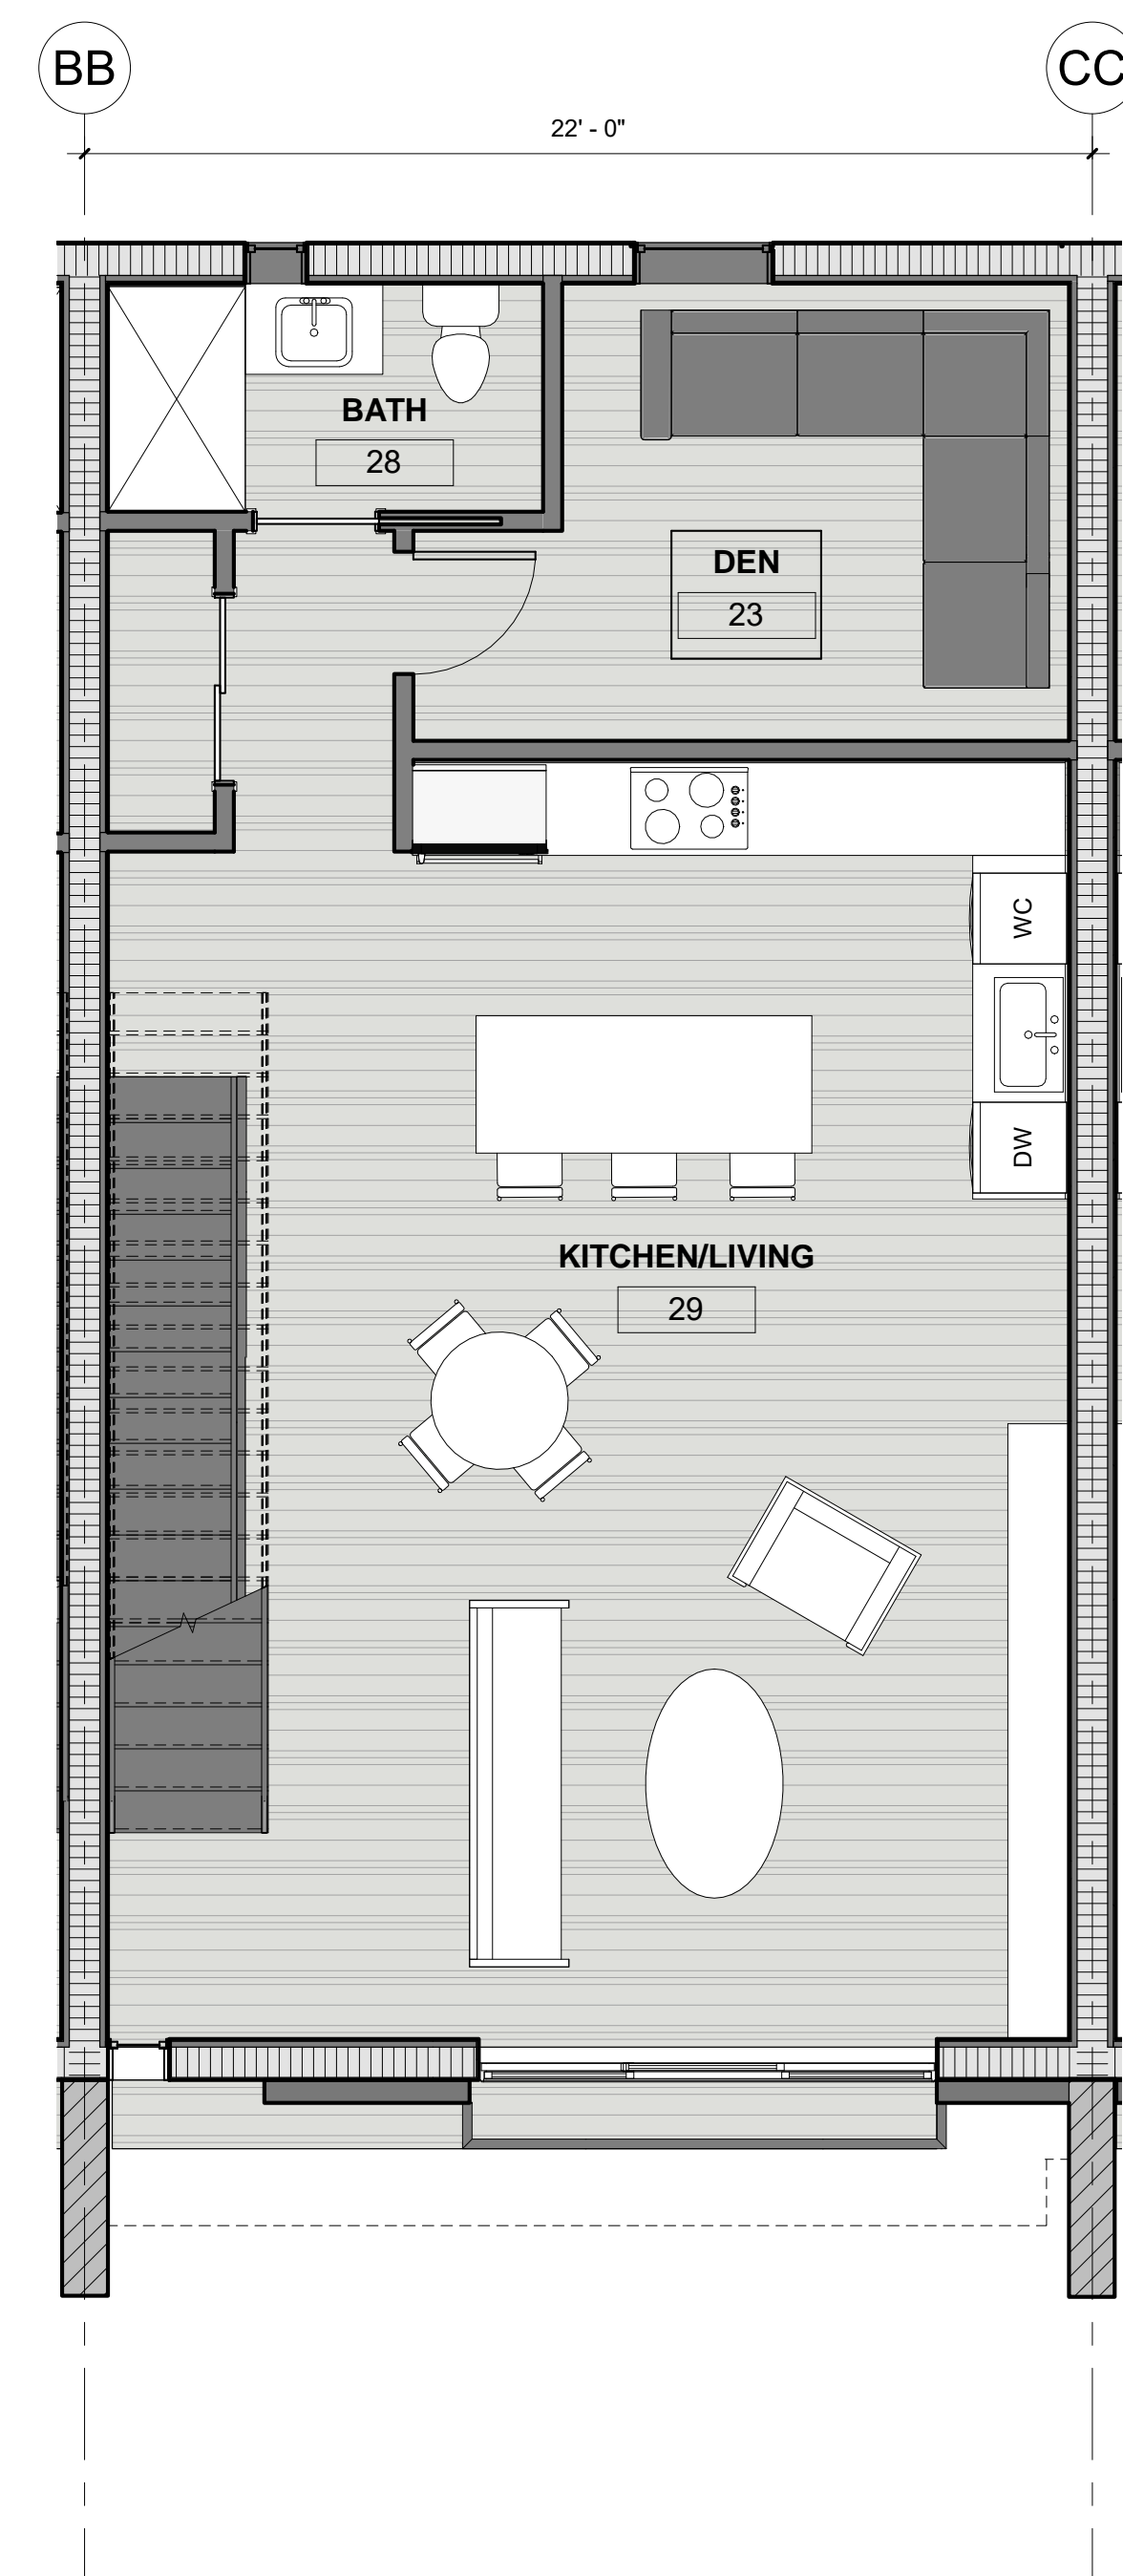 BB
CC
22' - 0"
BATH
28
DEN
23
WC
DW
KITCHEN/LIVING
29